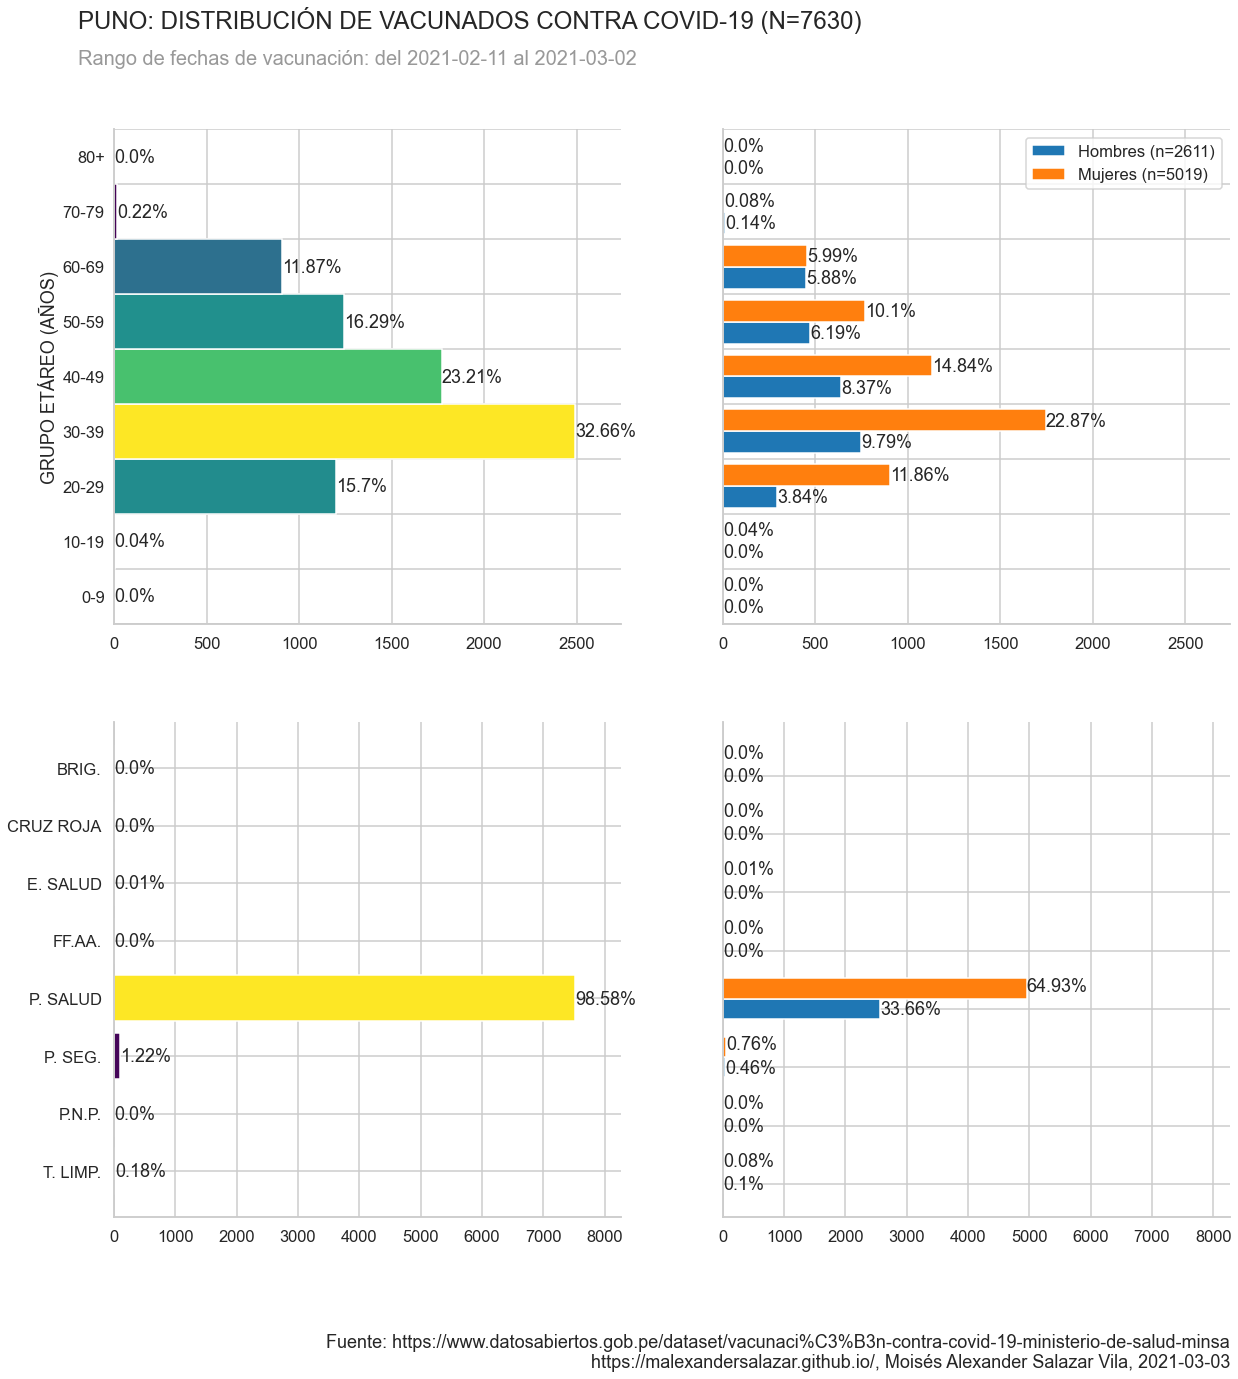 PUNO: DISTRIBUCIÓN DE VACUNADOS CONTRA COVID-19 (N=7630)
Rango de fechas de vacunación: del 2021-02-11 al 2021-03-02
GRUPO ETÁREO (AÑOS)
80+ 0.0%
70-79 0.22%
60-69 11.87%
50-59 16.29%
40-49 23.21%
30-39 32.66%
20-29 15.7%
10-19 0.04%
0-9 0.0%
0 500 1000 1500 2000 2500
Hombres (n=2611)
Mujeres (n=5019)
0.0%
0.0%
0.08%
0.14%
5.99%
5.88%
10.1%
6.19%
14.84%
8.37%
22.87%
9.79%
11.86%
3.84%
0.04%
0.0%
0.0%
0.0%
0 500 1000 1500 2000 2500
BRIG. 0.0%
CRUZ ROJA 0.0%
E. SALUD 0.01%
FF.AA. 0.0%
P. SALUD 98.58%
P. SEG. 1.22%
P.N.P. 0.0%
T. LIMP. 0.18%
0 1000 2000 3000 4000 5000 6000 7000 8000
0.0%
0.0%
0.0%
0.0%
0.01%
0.0%
0.0%
0.0%
64.93%
33.66%
0.76%
0.46%
0.0%
0.0%
0.08%
0.1%
0 1000 2000 3000 4000 5000 6000 7000 8000
Fuente: https://www.datosabiertos.gob.pe/dataset/vacunaci%C3%B3n-contra-covid-19-ministerio-de-salud-minsa
https://malexandersalazar.github.io/, Moisés Alexander Salazar Vila, 2021-03-03